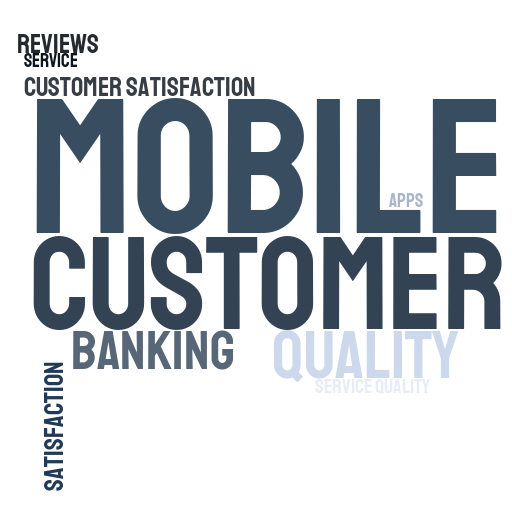 REVIEWS
SERVICE
CUSTOMER SATISFACTION
MOBILE
APPS
CUSTOMER
BANKING
QUALITY
SERVICE QUALITY
SATISFACTION